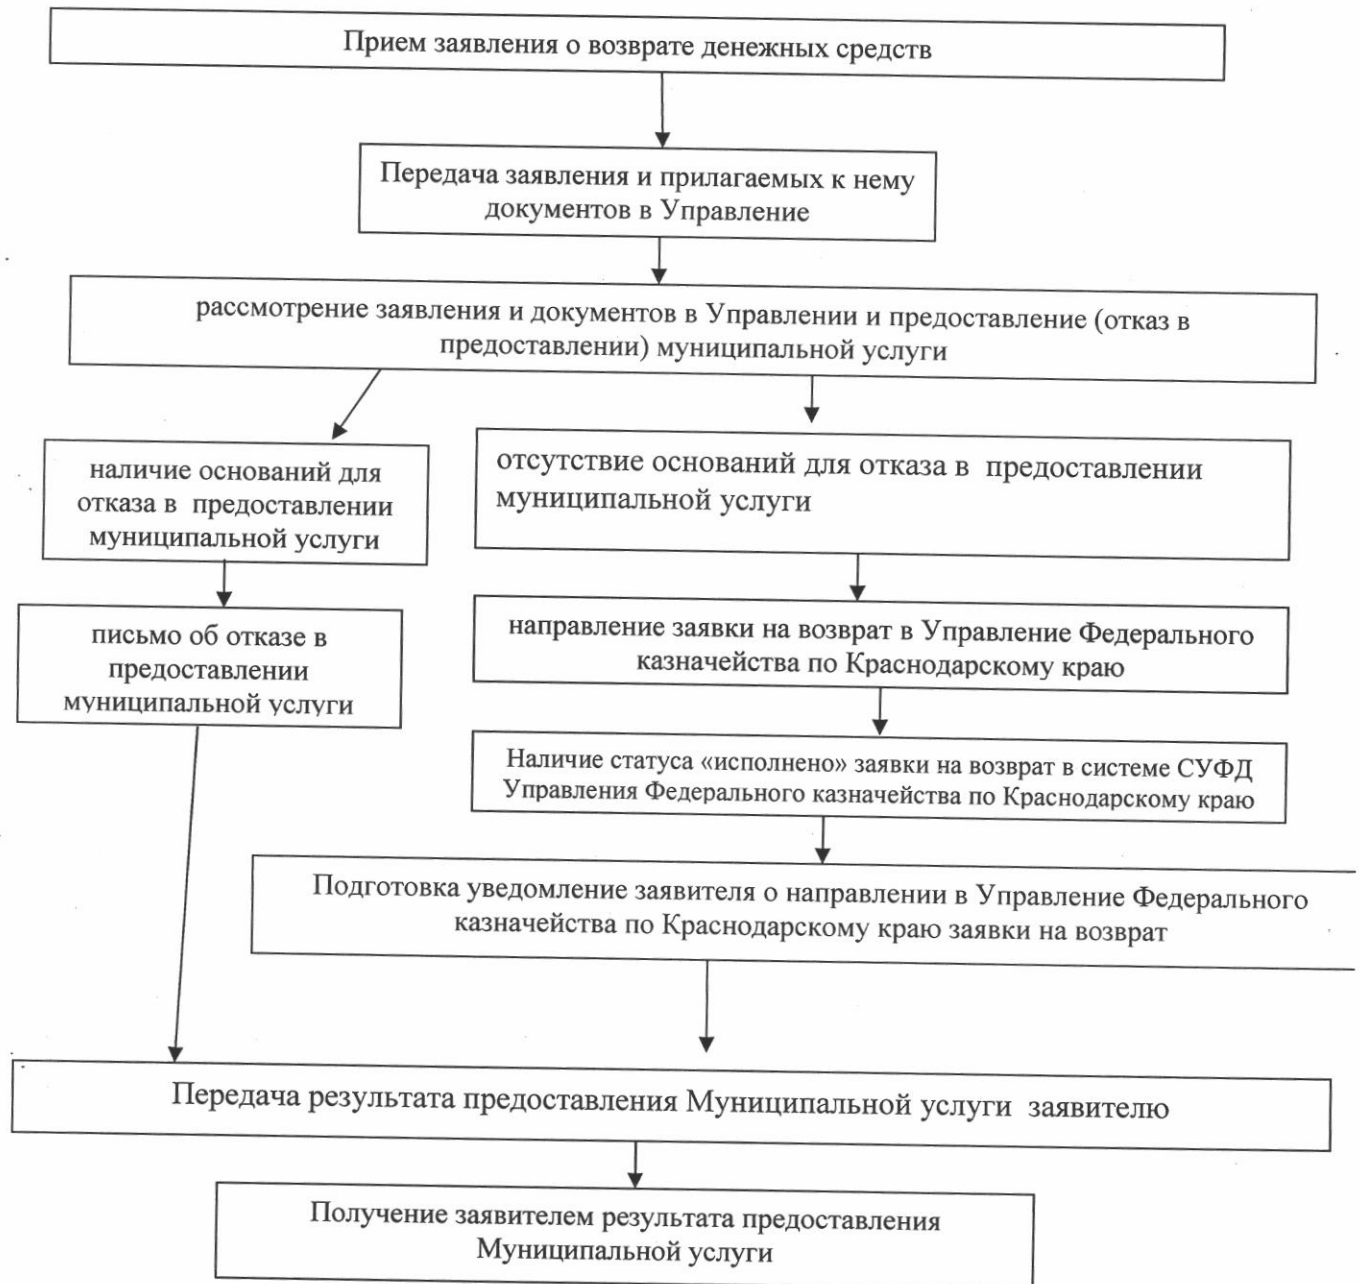 Прием заявления о возврате денежных средств
Передача заявления и прилагаемых к нему
документов в Управление
рассмотрение заявления и документов в Управлении и предоставление (отказ в
предоставлении) муниципальной услуги
наличие оснований для
отказа в предоставлении
муниципальной услуги
отсутствие оснований для отказа в предоставлении
муниципальной услуги
письмо об отказе в
предоставлении
муниципальной услуги
направление заявки на возврат в Управление Федерального
казначейства по Краснодарскому краю
Наличие статуса «исполнено» заявки на возврат в системе СУФД
Управления Федерального казначейства по Краснодарскому краю
Подготовка уведомление заявителя о направлении в Управление Федерального
казначейства по Краснодарскому краю заявки на возврат
Передача результата предоставления Муниципальной услуги заявителю
Получение заявителем результата предоставления
Муниципальной услуги